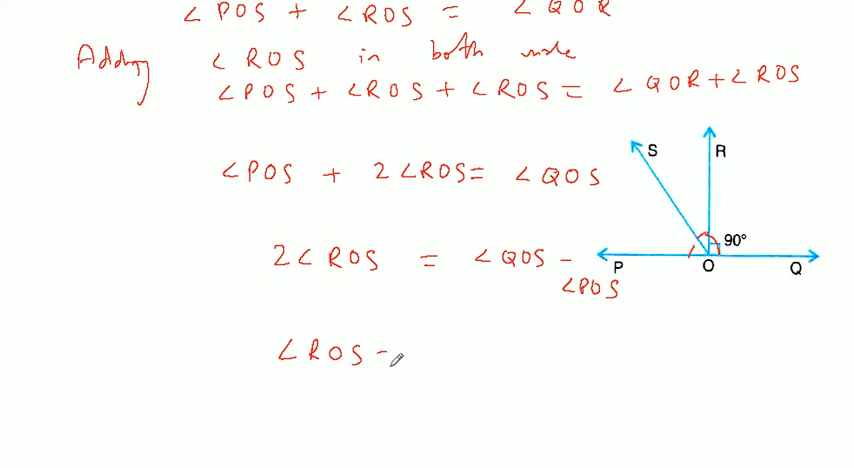 ∠POS + ∠ROS = ∠QOR
Adding ∠ROS in both side
∠POS + ∠ROS + ∠ROS = ∠QOR + ∠ROS
∠POS + 2∠ROS = ∠QOS
2∠ROS = ∠QOS -
∠POS
∠ROS =
S
R
90°
P
O
Q